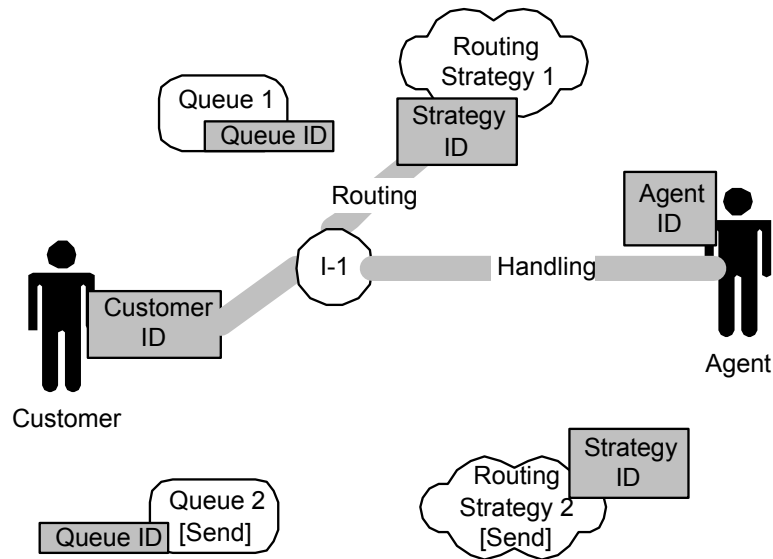 Routing
Strategy 1
Queue 1
Queue ID
Strategy
ID
Routing
Agent
ID
I-1
Handling
Customer
ID
Agent
Customer
Strategy
ID
Routing
Strategy 2
[Send]
Queue 2
[Send]
Queue ID